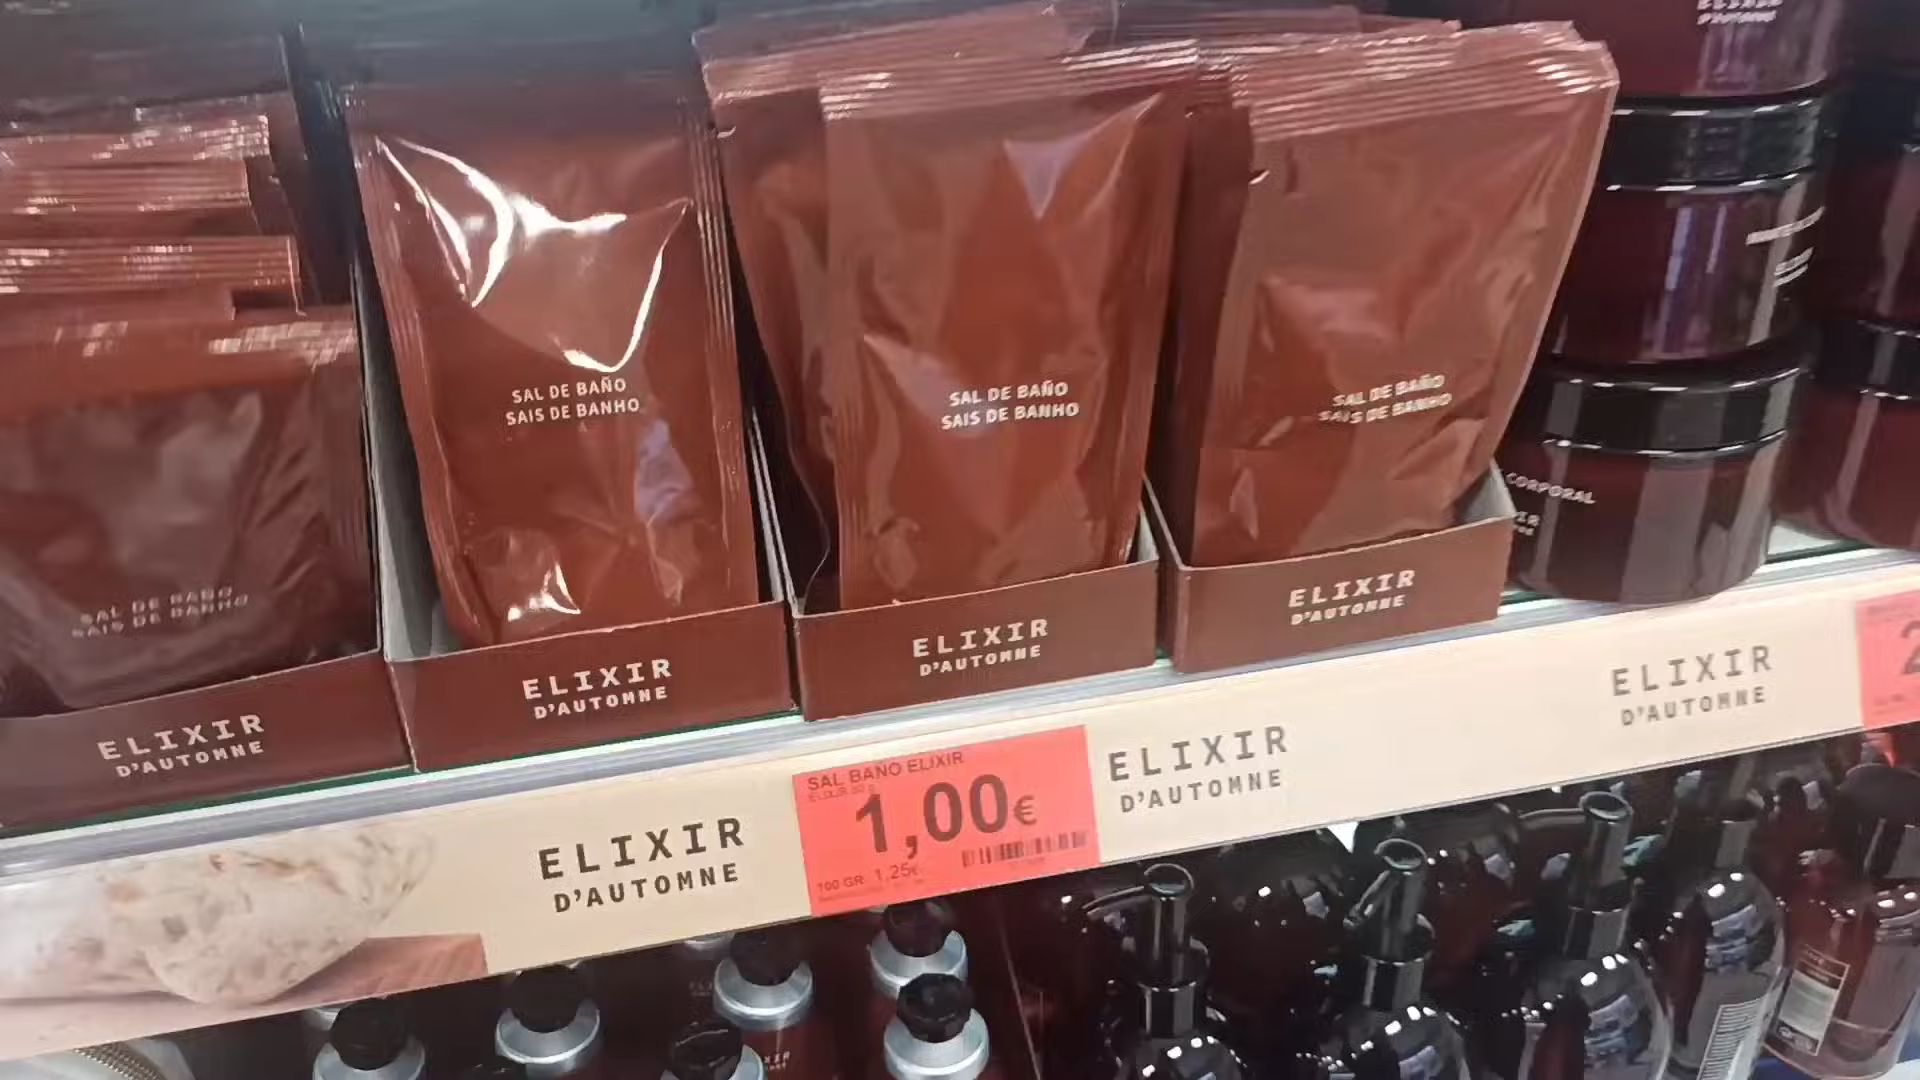 ELIXIR
SAL DE BAÑO
SAIS DE BANHO
SAL DE BAÑO
SAIS DE BANHO
SAL DE BAÑO
SAIS DE BANHO
SAL DE BAÑO
SAIS DE BANHO
CORPORAL
ELIXIR
D'AUTOMNE
ELIXIR
D'AUTOMNE
ELIXIR
D'AUTOMNE
ELIXIR
D'AUTOMNE
ELIXIR
D'AUTOMNE
SAL BAÑO ELIXIR
1,00€
100 GR 1,25€
ELIXIR
D'AUTOMNE
ELIXIR
D'AUTOMNE
2